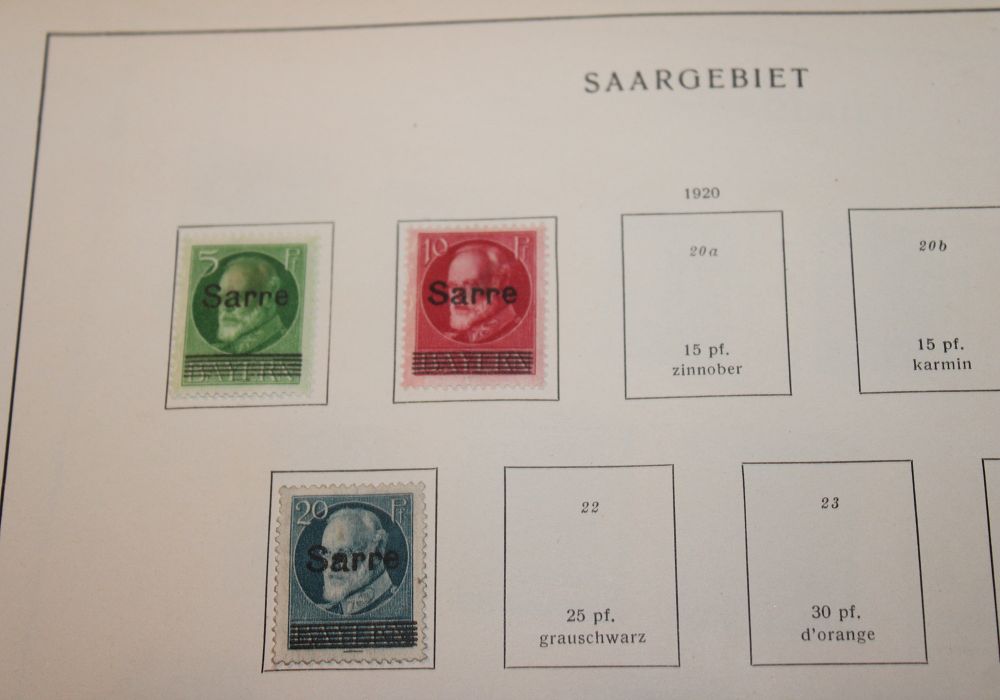 SAARGEBIET
1920
5 Pf
Sarre
BAYERN
10 Pf
Sarre
BAYERN
20a
15 pf.
zinnober
20b
15 pf.
karmin
20 Pf
Sarre
BAYERN
22
25 pf.
grauschwarz
23
30 pf.
d'orange